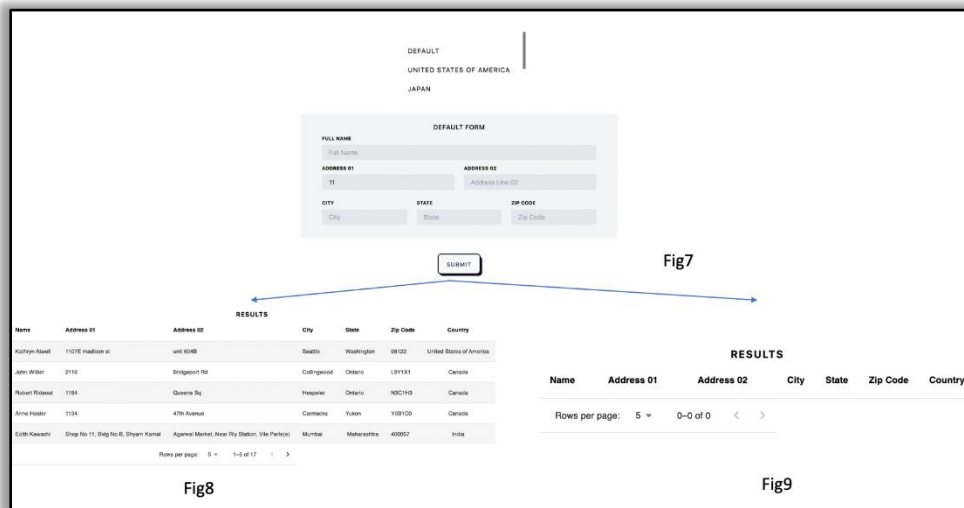 DEFAULT
UNITED STATES OF AMERICA
JAPAN
DEFAULT FORM
FULL NAME
Full Name
ADDRESS 01 ADDRESS 02
11 Address Line 02
CITY STATE ZIP CODE
City State Zip Code
SUBMIT
Fig7
RESULTS
Name Address 01 Address 02 City State Zip Code Country
Kathryn Atwell 1107E madison st unit 604B Seattle Washington 98122 United States of America
John Willer 2110 Bridgeport Rd Collingwood Ontario L9Y1X1 Canada
Robert Rideout 1184 Queens Sq Hespeler Ontario N3C1H3 Canada
Anne Hasler 1134 47th Avenue Carmacks Yukon Y0B1C0 Canada
Edith Kawachi Shop No 11, Bldg No B, Shyam Kamal Agarwal Market, Near Rly Station, Vile Parle(e) Mumbai Maharashtra 400057 India
Rows per page: 5 1–5 of 17
Fig8
RESULTS
Name Address 01 Address 02 City State Zip Code Country
Rows per page: 5 0–0 of 0
Fig9